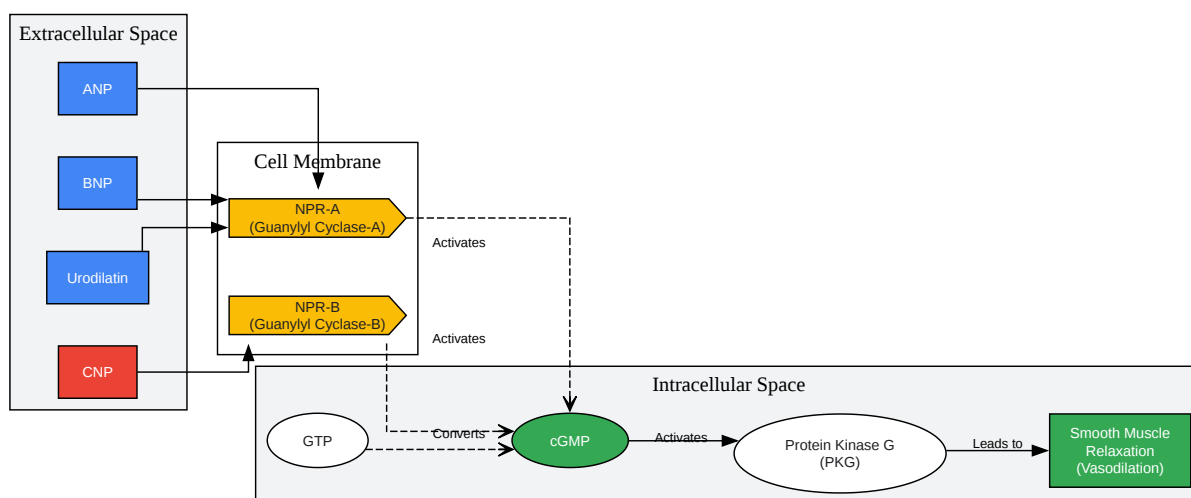 Extracellular Space
ANP
BNP
Urodilatin
CNP
Cell Membrane
NPR-A
(Guanylyl Cyclase-A)
NPR-B
(Guanylyl Cyclase-B)
Activates
Activates
Intracellular Space
GTP
Converts
cGMP
Activates
Protein Kinase G
(PKG)
Leads to
Smooth Muscle
Relaxation
(Vasodilation)